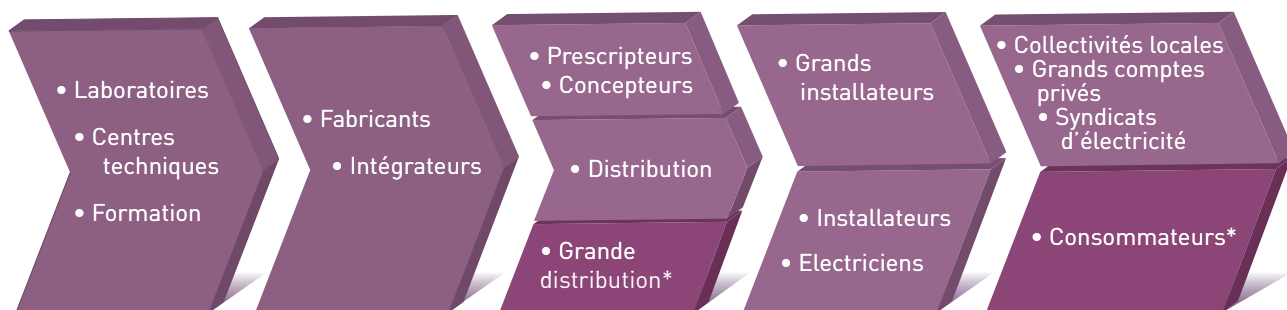 • Laboratoires
• Centres
techniques
• Formation
• Fabricants
• Intégrateurs
• Prescripteurs
• Concepteurs
• Distribution
• Grande
distribution*
• Grands
installateurs
• Installateurs
• Electriciens
• Collectivités locales
• Grands comptes
privés
• Syndicats
d’électricité
• Consommateurs*